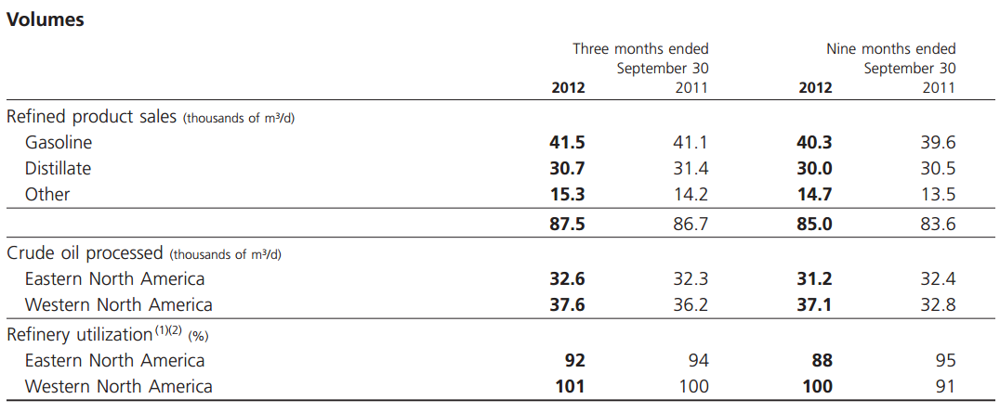 Volumes
Three months ended Nine months ended
September 30 September 30
2012 2011 2012 2011
Refined product sales (thousands of m³/d)
Gasoline 41.5 41.1 40.3 39.6
Distillate 30.7 31.4 30.0 30.5
Other 15.3 14.2 14.7 13.5
87.5 86.7 85.0 83.6
Crude oil processed (thousands of m³/d)
Eastern North America 32.6 32.3 31.2 32.4
Western North America 37.6 36.2 37.1 32.8
Refinery utilization (1)(2) (%)
Eastern North America 92 94 88 95
Western North America 101 100 100 91